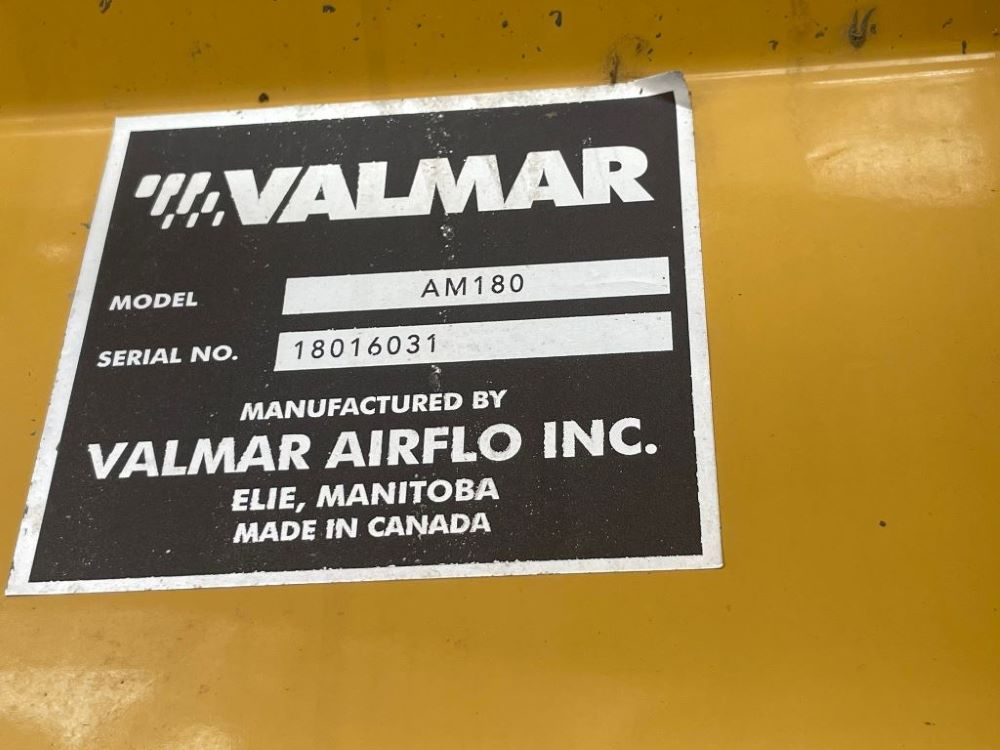 VALMAR
MODEL AM180
SERIAL NO. 18016031
MANUFACTURED BY
VALMAR AIRFLO INC.
ELIE, MANITOBA
MADE IN CANADA